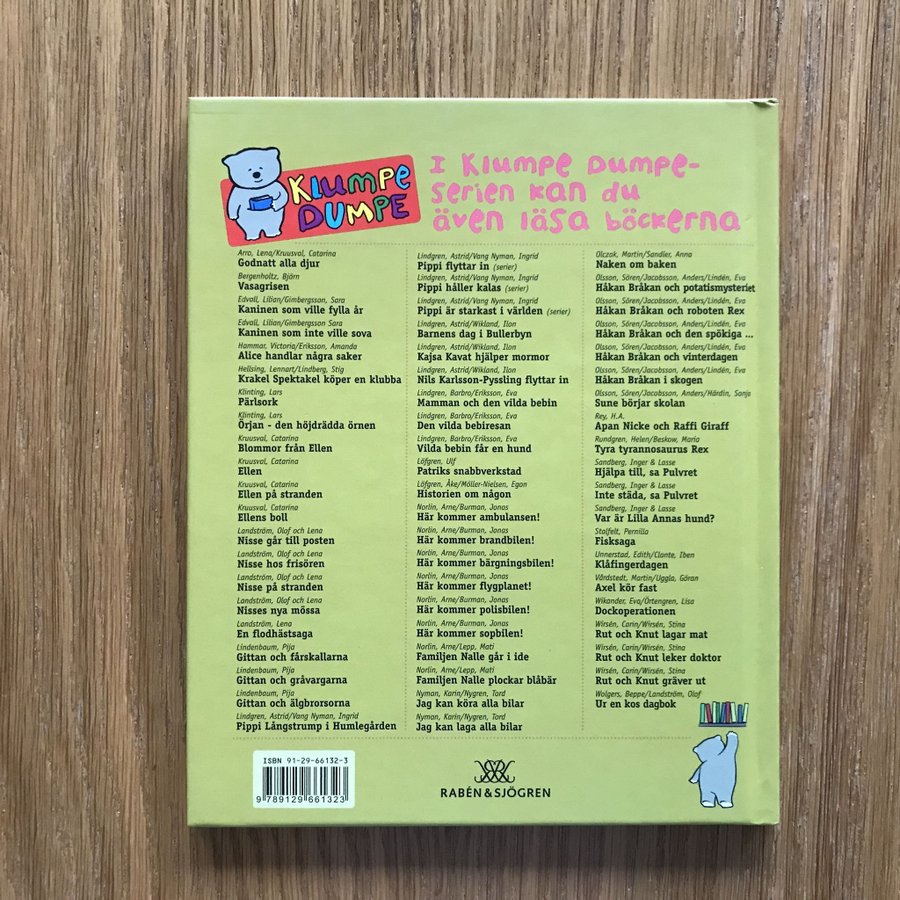 KLUMPE
DUMPE
I KLUMPE DUMPE-
serien kan du
även läsa böckerna
Arro, Lena/Kruusval, Catarina
Godnatt alla djur
Bergenholtz, Björn
Vasagrisen
Edvall, Lilian/Gimbergsson, Sara
Kaninen som ville fylla år
Edvall, Lilian/Gimbergsson Sara
Kaninen som inte ville sova
Hammar, Victoria/Eriksson, Amanda
Alice handlar några saker
Hellsing, Lennart/Lindberg, Stig
Krakel Spektakel köper en klubba
Klinting, Lars
Pärlsork
Klinting, Lars
Örjan - den höjdrädda örnen
Kruusval, Catarina
Blommor från Ellen
Kruusval, Catarina
Ellen
Kruusval, Catarina
Ellen på stranden
Kruusval, Catarina
Ellens boll
Landström, Olof och Lena
Nisse går till posten
Landström, Olof och Lena
Nisse hos frisören
Landström, Olof och Lena
Nisse på stranden
Landström, Olof och Lena
Nisses nya mössa
Landström, Lena
En flodhästsaga
Lindenbaum, Pija
Gittan och fårskallarna
Lindenbaum, Pija
Gittan och gråvargarna
Lindenbaum, Pija
Gittan och älgbrorsorna
Lindgren, Astrid/Vang Nyman, Ingrid
Pippi Långstrump i Humlegården
Lindgren, Astrid/Vang Nyman, Ingrid
Pippi flyttar in (serier)
Lindgren, Astrid/Vang Nyman, Ingrid
Pippi håller kalas (serier)
Lindgren, Astrid/Vang Nyman, Ingrid
Pippi är starkast i världen (serier)
Lindgren, Astrid/Wikland, Ilon
Barnens dag i Bullerbyn
Lindgren, Astrid/Wikland, Ilon
Kajsa Kavat hjälper mormor
Lindgren, Astrid/Wikland, Ilon
Nils Karlsson-Pyssling flyttar in
Lindgren, Barbro/Eriksson, Eva
Mamman och den vilda bebin
Lindgren, Barbro/Eriksson, Eva
Den vilda bebiresan
Lindgren, Barbro/Eriksson, Eva
Vilda bebin får en hund
Löfgren, Ulf
Patriks snabbverkstad
Löfgren, Åke/Möller-Nielsen, Egon
Historien om någon
Norlin, Arne/Burman, Jonas
Här kommer ambulansen!
Norlin, Arne/Burman, Jonas
Här kommer brandbilen!
Norlin, Arne/Burman, Jonas
Här kommer bärgningsbilen!
Norlin, Arne/Burman, Jonas
Här kommer flygplanet!
Norlin, Arne/Burman, Jonas
Här kommer polisbilen!
Norlin, Arne/Burman, Jonas
Här kommer sopbilen!
Norlin, Arne/Lepp, Mati
Familjen Nalle går i ide
Norlin, Arne/Lepp, Mati
Familjen Nalle plockar blåbär
Nyman, Karin/Nygren, Tord
Jag kan köra alla bilar
Nyman, Karin/Nygren, Tord
Jag kan laga alla bilar
Olczak, Martin/Sandler, Anna
Naken om baken
Olsson, Sören/Jacobsson, Anders/Lindén, Eva
Håkan Bråkan och potatismysteriet
Olsson, Sören/Jacobsson, Anders/Lindén, Eva
Håkan Bråkan och roboten Rex
Olsson, Sören/Jacobsson, Anders/Lindén, Eva
Håkan Bråkan och den spökiga ...
Olsson, Sören/Jacobsson, Anders/Lindén, Eva
Håkan Bråkan och vinterdagen
Olsson, Sören/Jacobsson, Anders/Lindén, Eva
Håkan Bråkan i skogen
Olsson, Sören/Jacobsson, Anders/Härdin, Sonja
Sune börjar skolan
Rey, H.A.
Apan Nicke och Raffi Giraff
Rundgren, Helen/Beskow, Maria
Tyra tyrannosaurus Rex
Sandberg, Inger & Lasse
Hjälpa till, sa Pulvret
Sandberg, Inger & Lasse
Inte städa, sa Pulvret
Sandberg, Inger & Lasse
Var är Lilla Annas hund?
Stalfelt, Pernilla
Fisksaga
Unnerstad, Edith/Clante, Iben
Klåfingerdagen
Vårdstedt, Martin/Uggla, Göran
Axel kör fast
Wikander, Eva/Örtengren, Lisa
Dockoperationen
Wirsén, Carin/Wirsén, Stina
Rut och Knut lagar mat
Wirsén, Carin/Wirsén, Stina
Rut och Knut leker doktor
Wirsén, Carin/Wirsén, Stina
Rut och Knut gräver ut
Wolgers, Beppe/Landström, Olof
Ur en kos dagbok
ISBN 91-29-66132-3
9 789129 661323
RABÉN & SJÖGREN